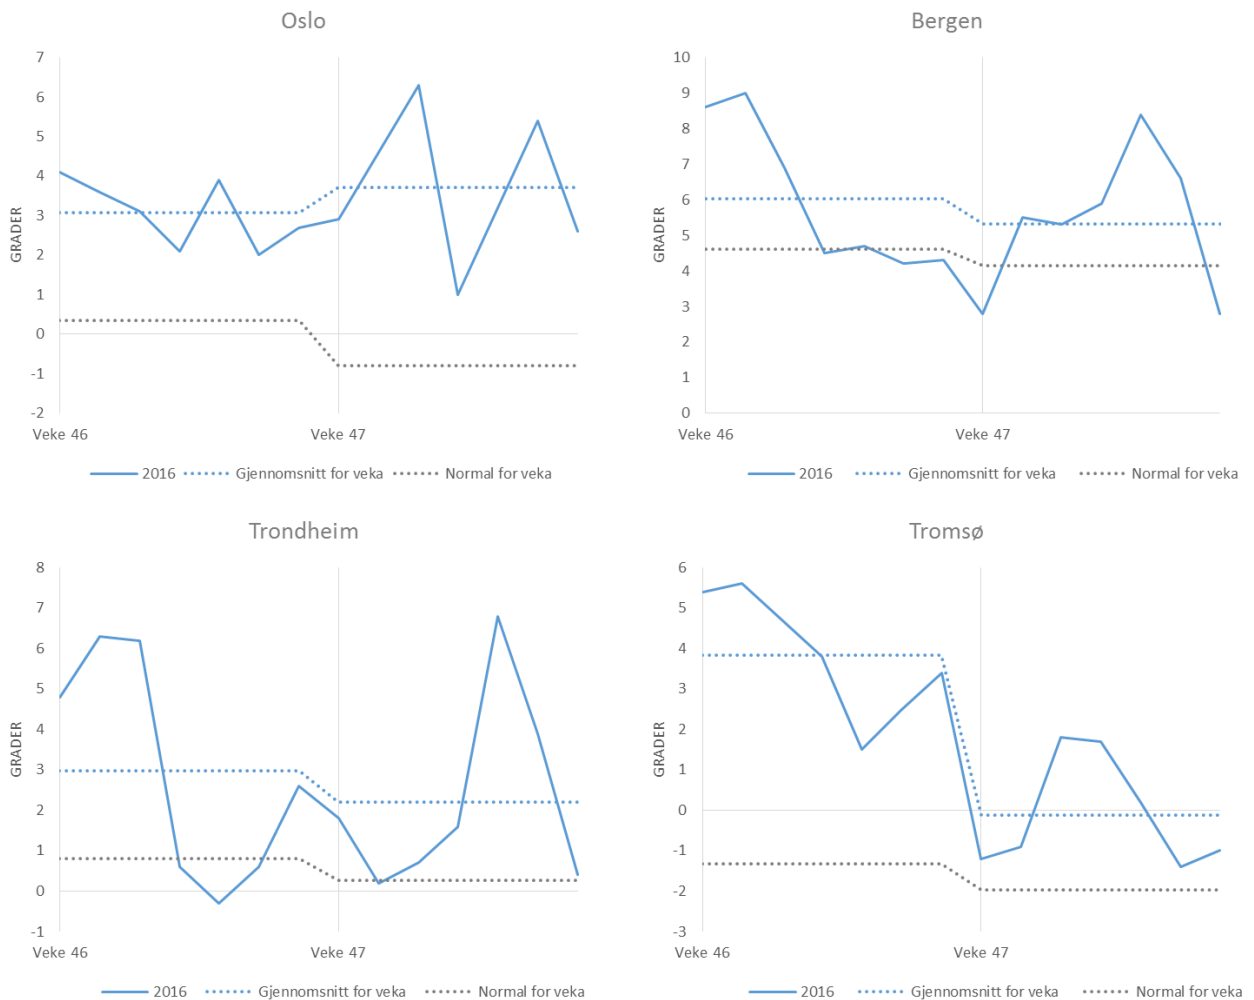 Oslo
7
6
5
4
3
2
1
0
-1
-2
GRADER
Veke 46 Veke 47
2016 Gjennomsnitt for veka Normal for veka
Bergen
10
9
8
7
6
5
4
3
2
1
0
GRADER
Veke 46 Veke 47
2016 Gjennomsnitt for veka Normal for veka
Trondheim
8
7
6
5
4
3
2
1
0
-1
GRADER
Veke 46 Veke 47
2016 Gjennomsnitt for veka Normal for veka
Tromsø
6
5
4
3
2
1
0
-1
-2
-3
GRADER
Veke 46 Veke 47
2016 Gjennomsnitt for veka Normal for veka